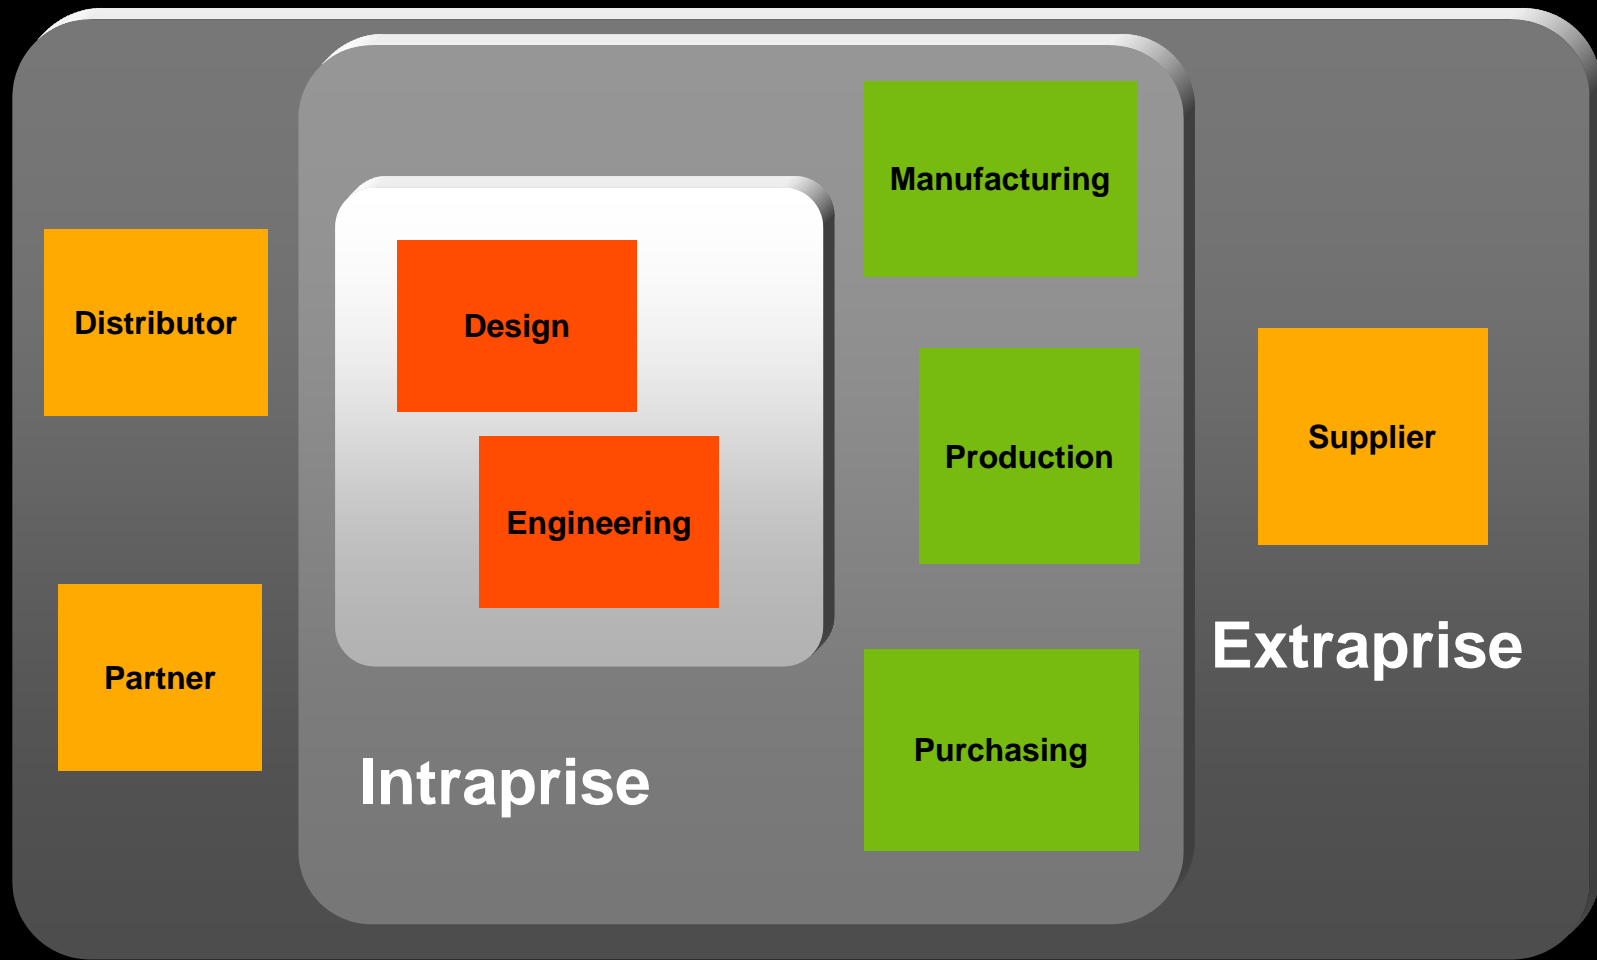 Manufacturing
Distributor
Design
Production
Supplier
Engineering
Extraprise
Partner
Purchasing
Intraprise